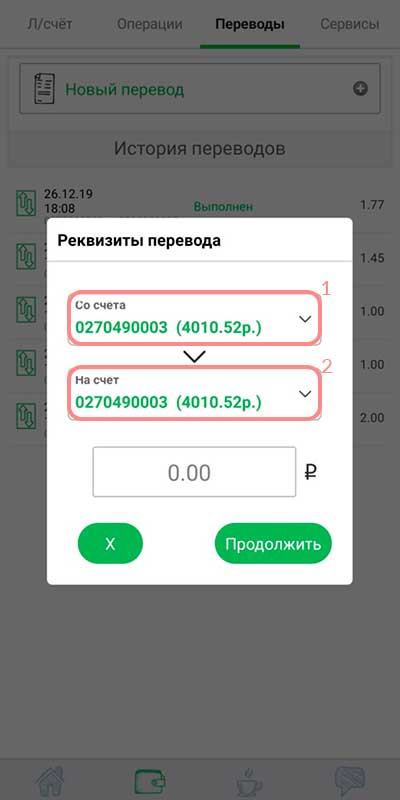 Л/счёт Операции Переводы Сервисы
Новый перевод
История переводов
26.12.19
18:08 Выполнен 1.77
Реквизиты перевода
1.45
1
Со счета
0270490003 (4010.52р.)
1.00
2
На счет
1.00
0270490003 (4010.52р.)
2.00
0.00 ₽
X Продолжить